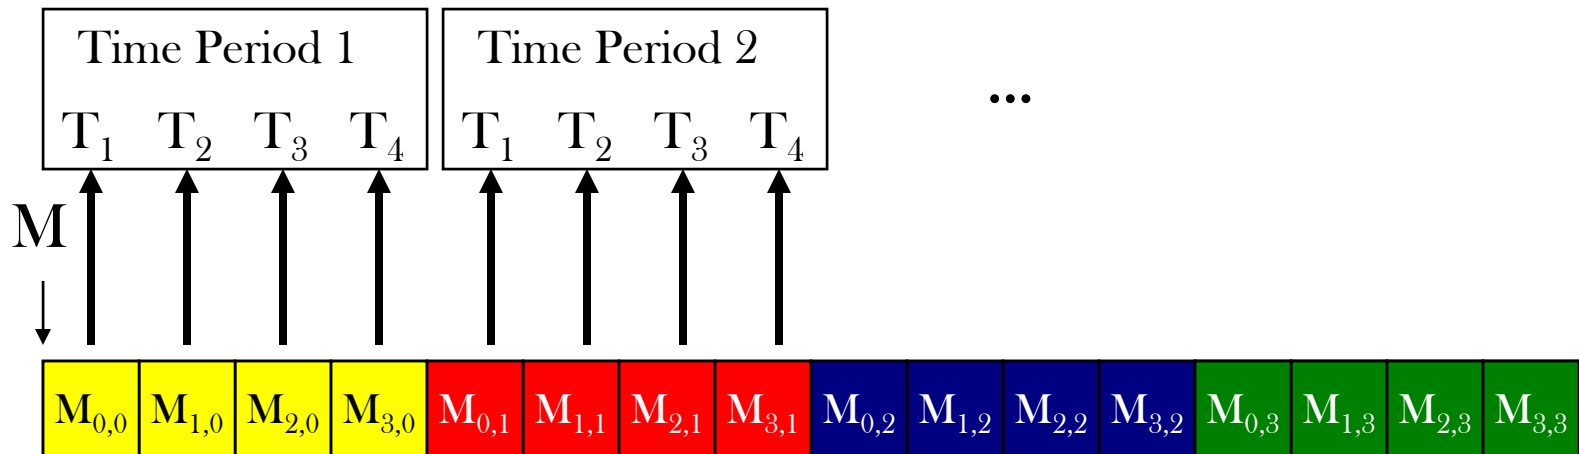 Time Period 1 Time Period 2
...
T₁ T₂ T₃ T₄ T₁ T₂ T₃ T₄
M
M₀,₀ M₁,₀ M₂,₀ M₃,₀ M₀,₁ M₁,₁ M₂,₁ M₃,₁ M₀,₂ M₁,₂ M₂,₂ M₃,₂ M₀,₃ M₁,₃ M₂,₃ M₃,₃